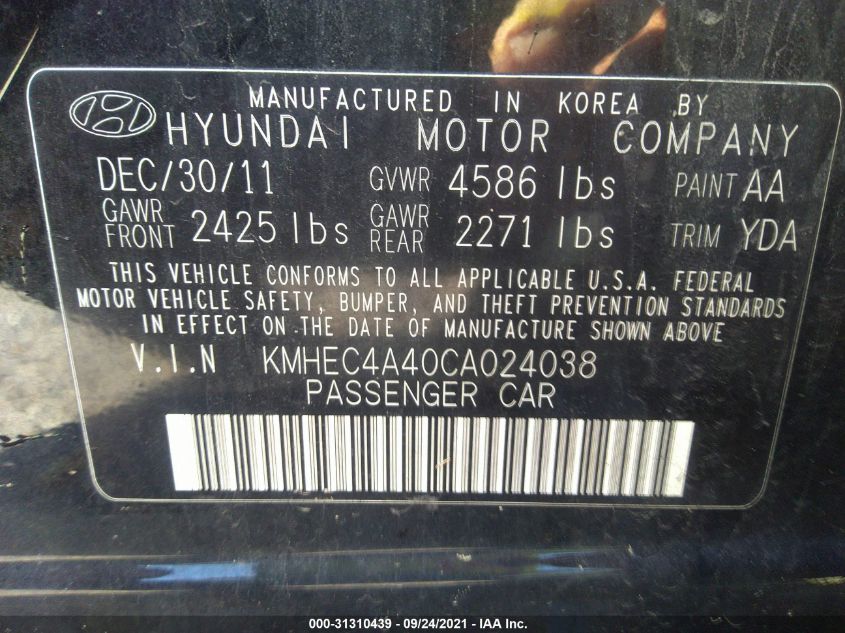 MANUFACTURED IN KOREA BY
HYUNDAI MOTOR COMPANY
DEC/30/11 GVWR 4586 lbs PAINT AA
GAWR FRONT 2425 lbs GAWR REAR 2271 lbs TRIM YDA
THIS VEHICLE CONFORMS TO ALL APPLICABLE U.S.A. FEDERAL
MOTOR VEHICLE SAFETY, BUMPER, AND THEFT PREVENTION STANDARDS
IN EFFECT ON THE DATE OF MANUFACTURE SHOWN ABOVE
V.I.N KMHEC4A40CA024038
PASSENGER CAR
000-31310439 - 09/24/2021 - IAA Inc.